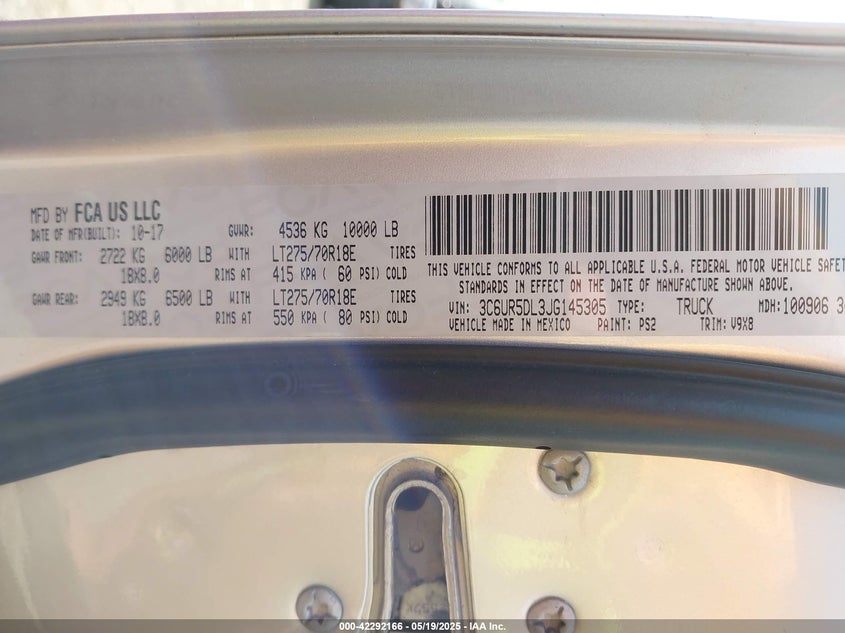 MFD BY FCA US LLC
DATE OF MFR(BUILT): 10-17 GVWR: 4536 KG 10000 LB
GAWR FRONT: 2722 KG 6000 LB WITH LT275/70R18E TIRES
18X8.0 RIMS AT 415 KPA ( 60 PSI) COLD
GAWR REAR: 2949 KG 6500 LB WITH LT275/70R18E TIRES
18X8.0 RIMS AT 550 KPA ( 80 PSI) COLD
THIS VEHICLE CONFORMS TO ALL APPLICABLE U.S.A. FEDERAL MOTOR VEHICLE SAFET
STANDARDS IN EFFECT ON THE DATE OF MANUFACTURE SHOWN ABOVE.
VIN: 3C6UR5DL3JG145305 TYPE: TRUCK MDH: 100906
VEHICLE MADE IN MEXICO PAINT: PS2 TRIM: V9X8
000-42292166 - 05/19/2025 - IAA Inc.